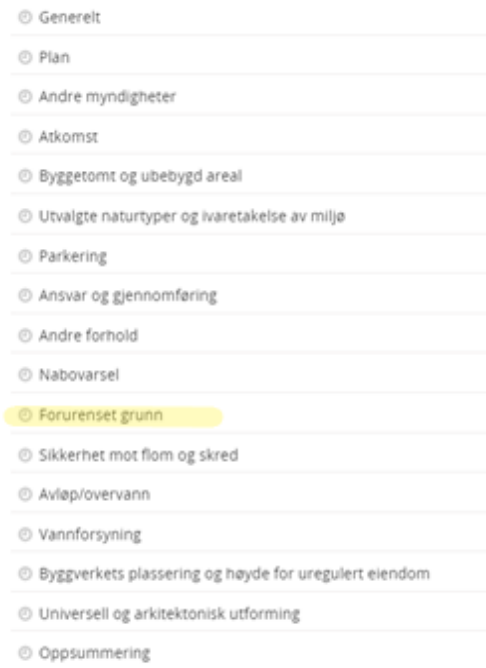 Generelt
Plan
Andre myndigheter
Atkomst
Byggetomt og ubebygd areal
Utvalgte naturtyper og ivaretakelse av miljø
Parkering
Ansvar og gjennomføring
Andre forhold
Nabovarsel
Forurenset grunn
Sikkerhet mot flom og skred
Avløp/overvann
Vannforsyning
Byggverkets plassering og høyde for uregulert eiendom
Universell og arkitektonisk utforming
Oppsummering